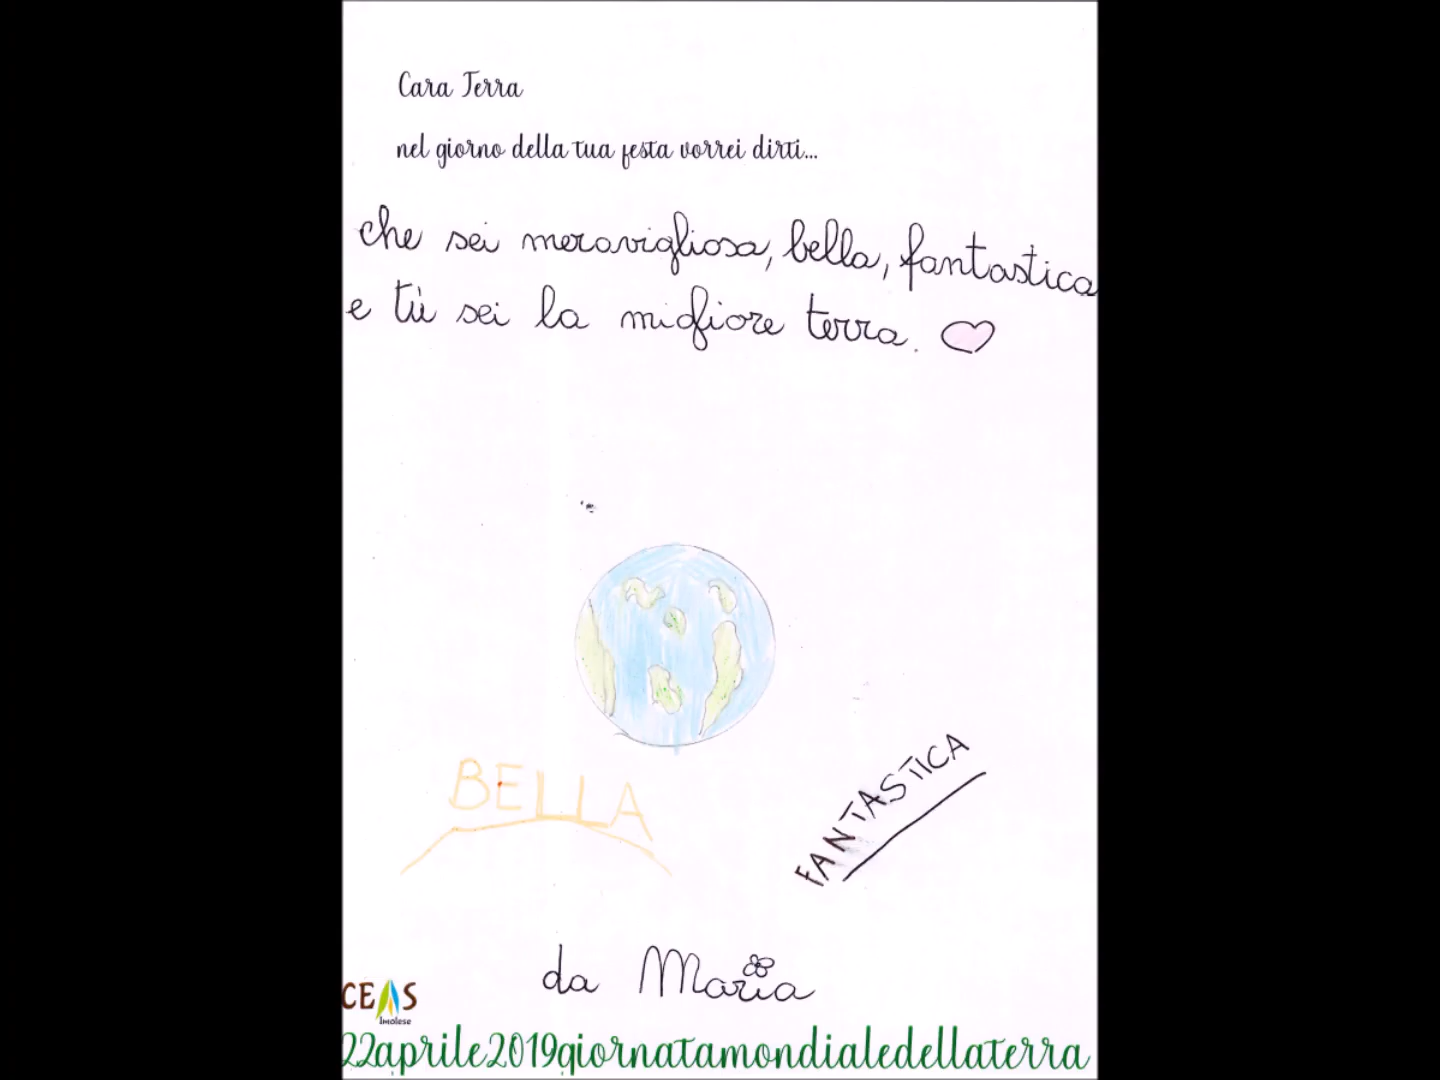 Cara Terra
nel giorno della tua festa vorrei dirti...
che sei meravigliosa, bella, fantastica
e tù sei la migliore terra.
BELLA
FANTASTICA
da Maria
CEAS
Imolese
22aprile2019giornatamondialedellaterra